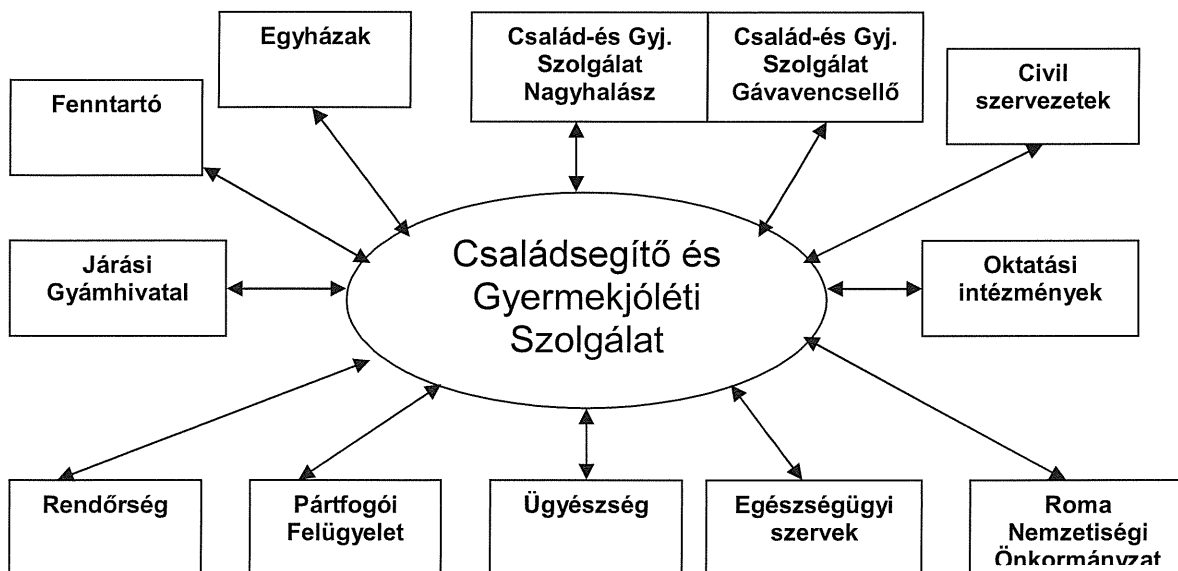 Egyházak
Család-és Gyj.
Szolgálat
Nagyhalász
Család-és Gyj.
Szolgálat
Gávavencsellő
Civil
szervezetek
Fenntartó
Járási
Gyámhivatal
Családsegítő és
Gyermekjóléti
Szolgálat
Oktatási
intézmények
Rendőrség
Pártfogói
Felügyelet
Ügyészség
Egészségügyi
szervek
Roma
Nemzetiségi
Önkormányzat